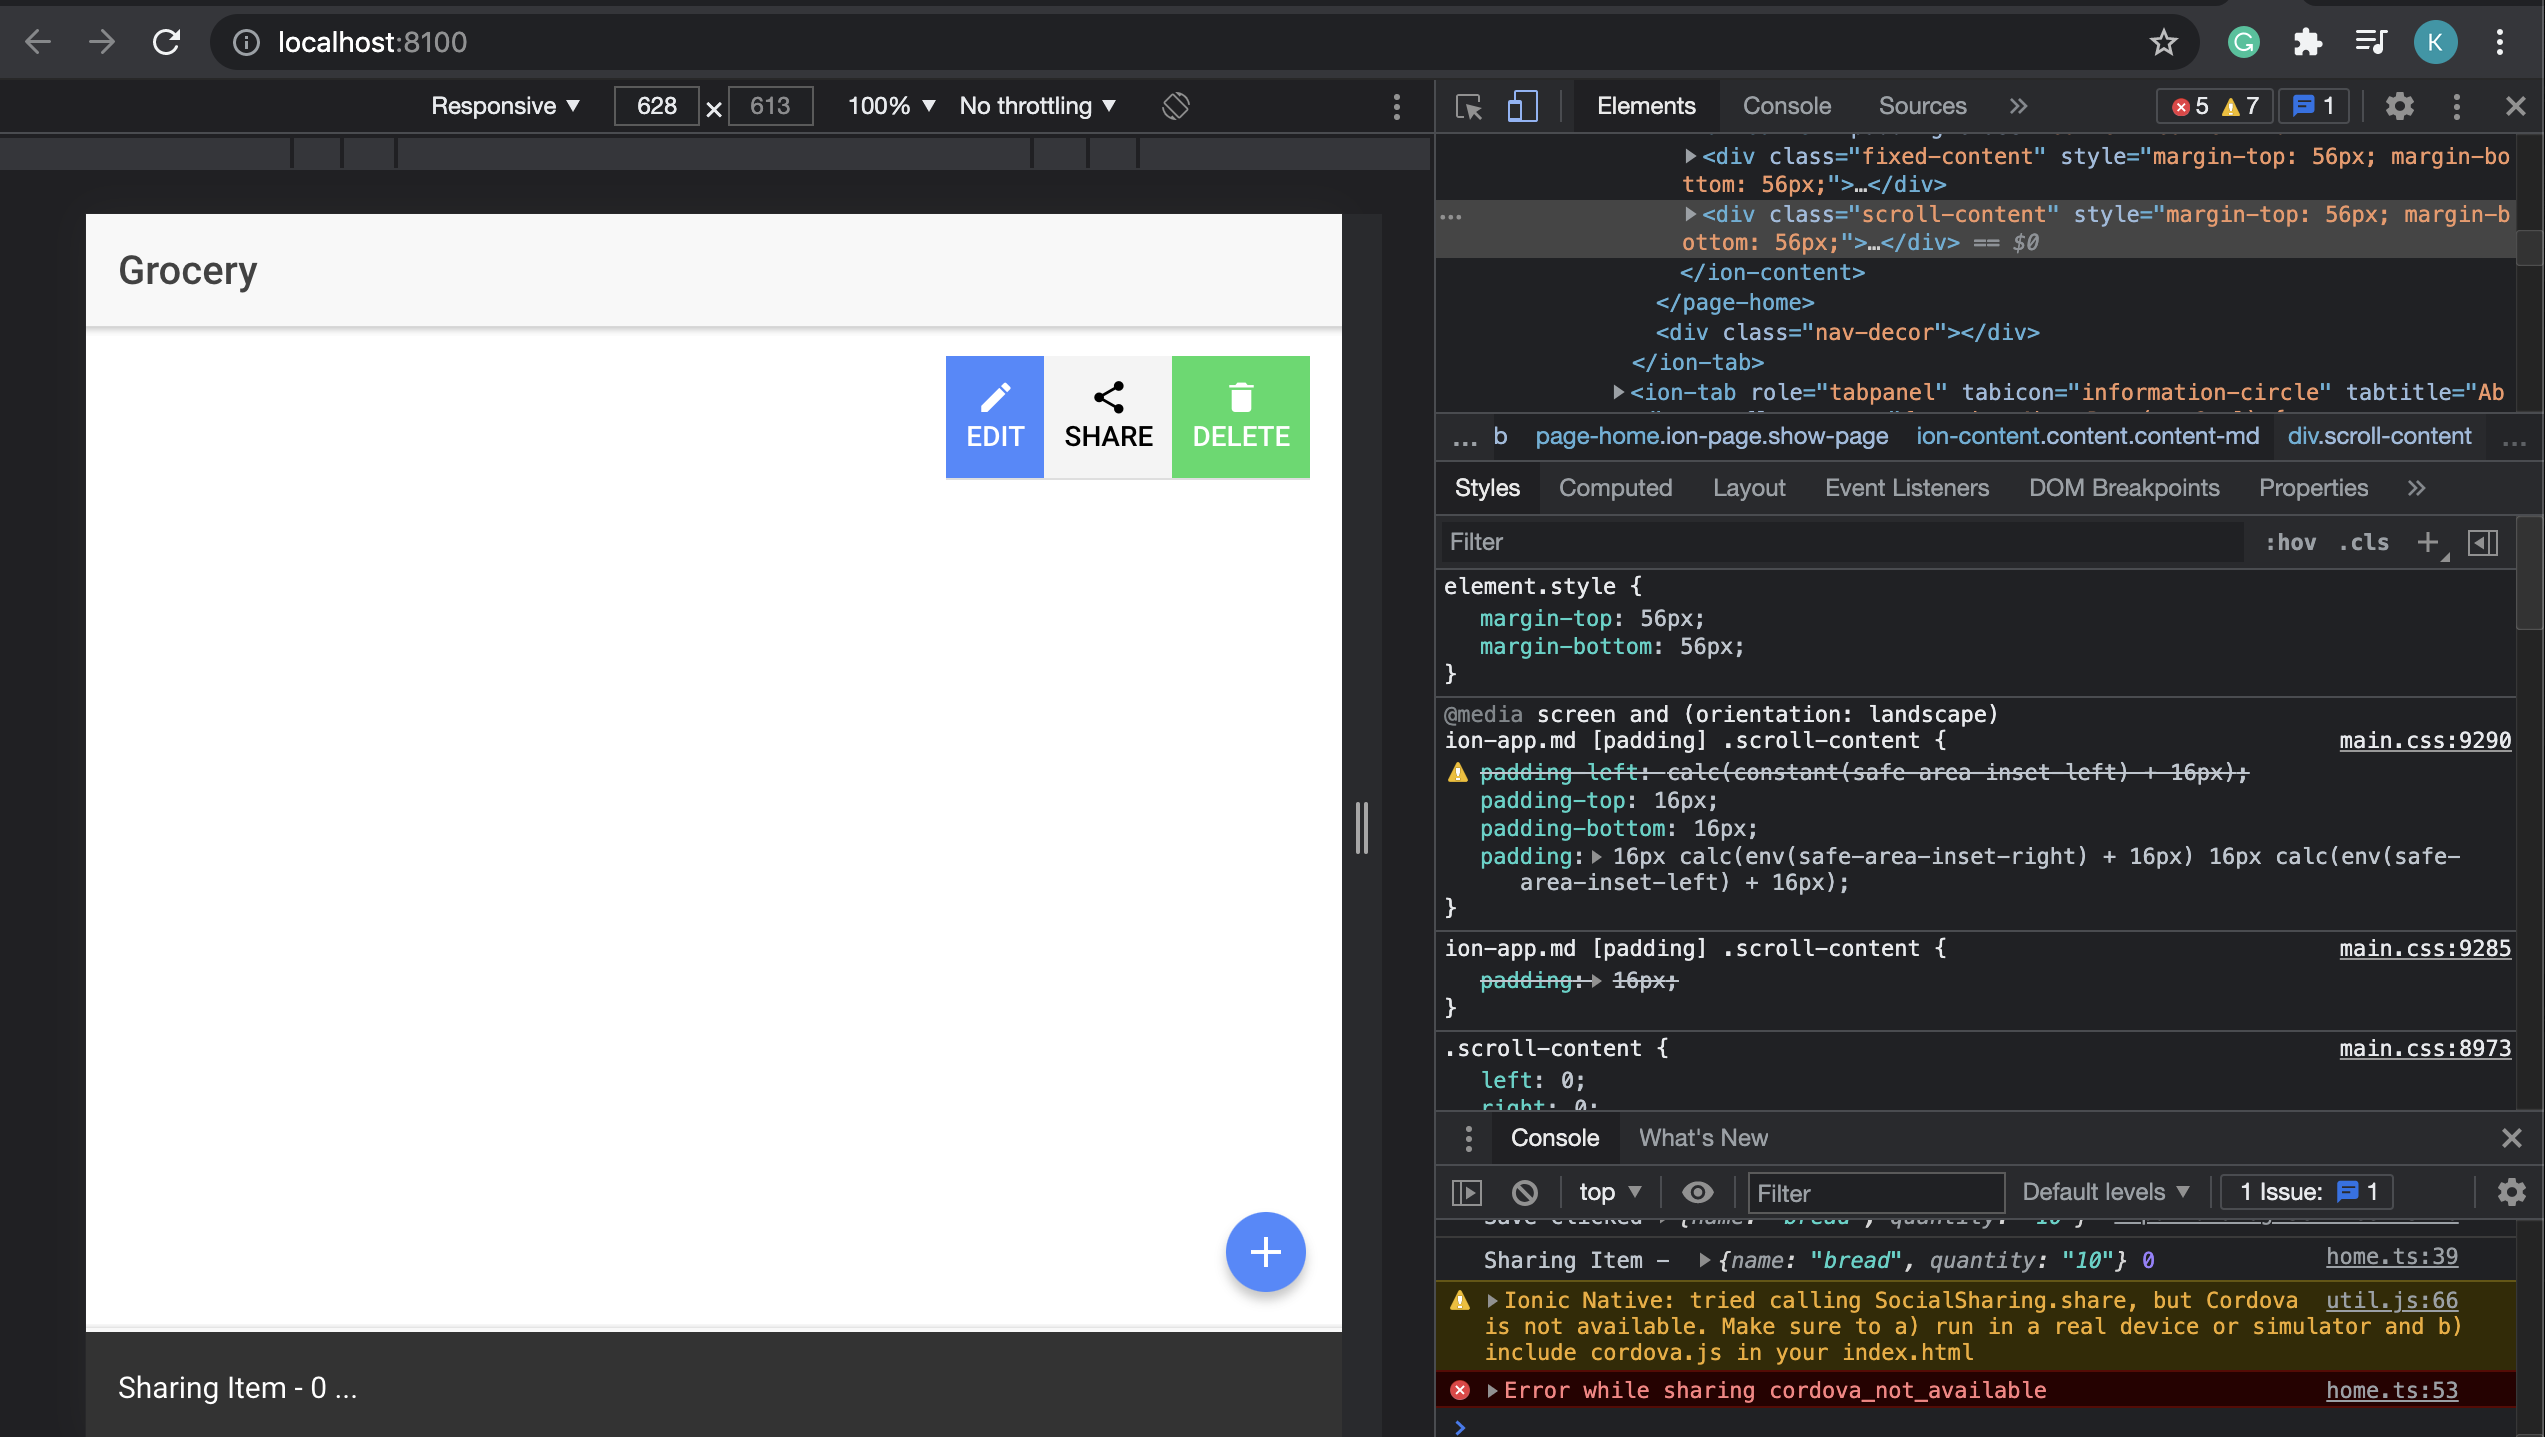 localhost:8100
K
Responsive ▼ 628 × 613 100% ▼ No throttling ▼
Elements Console Sources » 5 7 1
Grocery
EDIT SHARE DELETE
Sharing Item - 0 ...
▶<div class="fixed-content" style="margin-top: 56px; margin-bo
ttom: 56px;">…</div>
▶<div class="scroll-content" style="margin-top: 56px; margin-b
ottom: 56px;">…</div> == $0
</ion-content>
</page-home>
<div class="nav-decor"></div>
</ion-tab>
▶<ion-tab role="tabpanel" tabicon="information-circle" tabtitle="Ab
... b page-home.ion-page.show-page ion-content.content.content-md div.scroll-content ...
Styles Computed Layout Event Listeners DOM Breakpoints Properties »
Filter :hov .cls +
element.style {
margin-top: 56px;
margin-bottom: 56px;
}
@media screen and (orientation: landscape)
ion-app.md [padding] .scroll-content { main.css:9290
padding-left: calc(constant(safe-area-inset-left) + 16px);
padding-top: 16px;
padding-bottom: 16px;
padding:▶ 16px calc(env(safe-area-inset-right) + 16px) 16px calc(env(safe-
area-inset-left) + 16px);
}
ion-app.md [padding] .scroll-content { main.css:9285
padding:▶ 16px;
}
.scroll-content { main.css:8973
left: 0;
right: 0;
Console What's New
top ▼ Filter Default levels ▼ 1 Issue: 1
Save Clicked ▶{name: "bread", quantity: "10"}
Sharing Item – ▶{name: "bread", quantity: "10"} 0 home.ts:39
▶Ionic Native: tried calling SocialSharing.share, but Cordova util.js:66
is not available. Make sure to a) run in a real device or simulator and b)
include cordova.js in your index.html
▶Error while sharing cordova_not_available home.ts:53
>